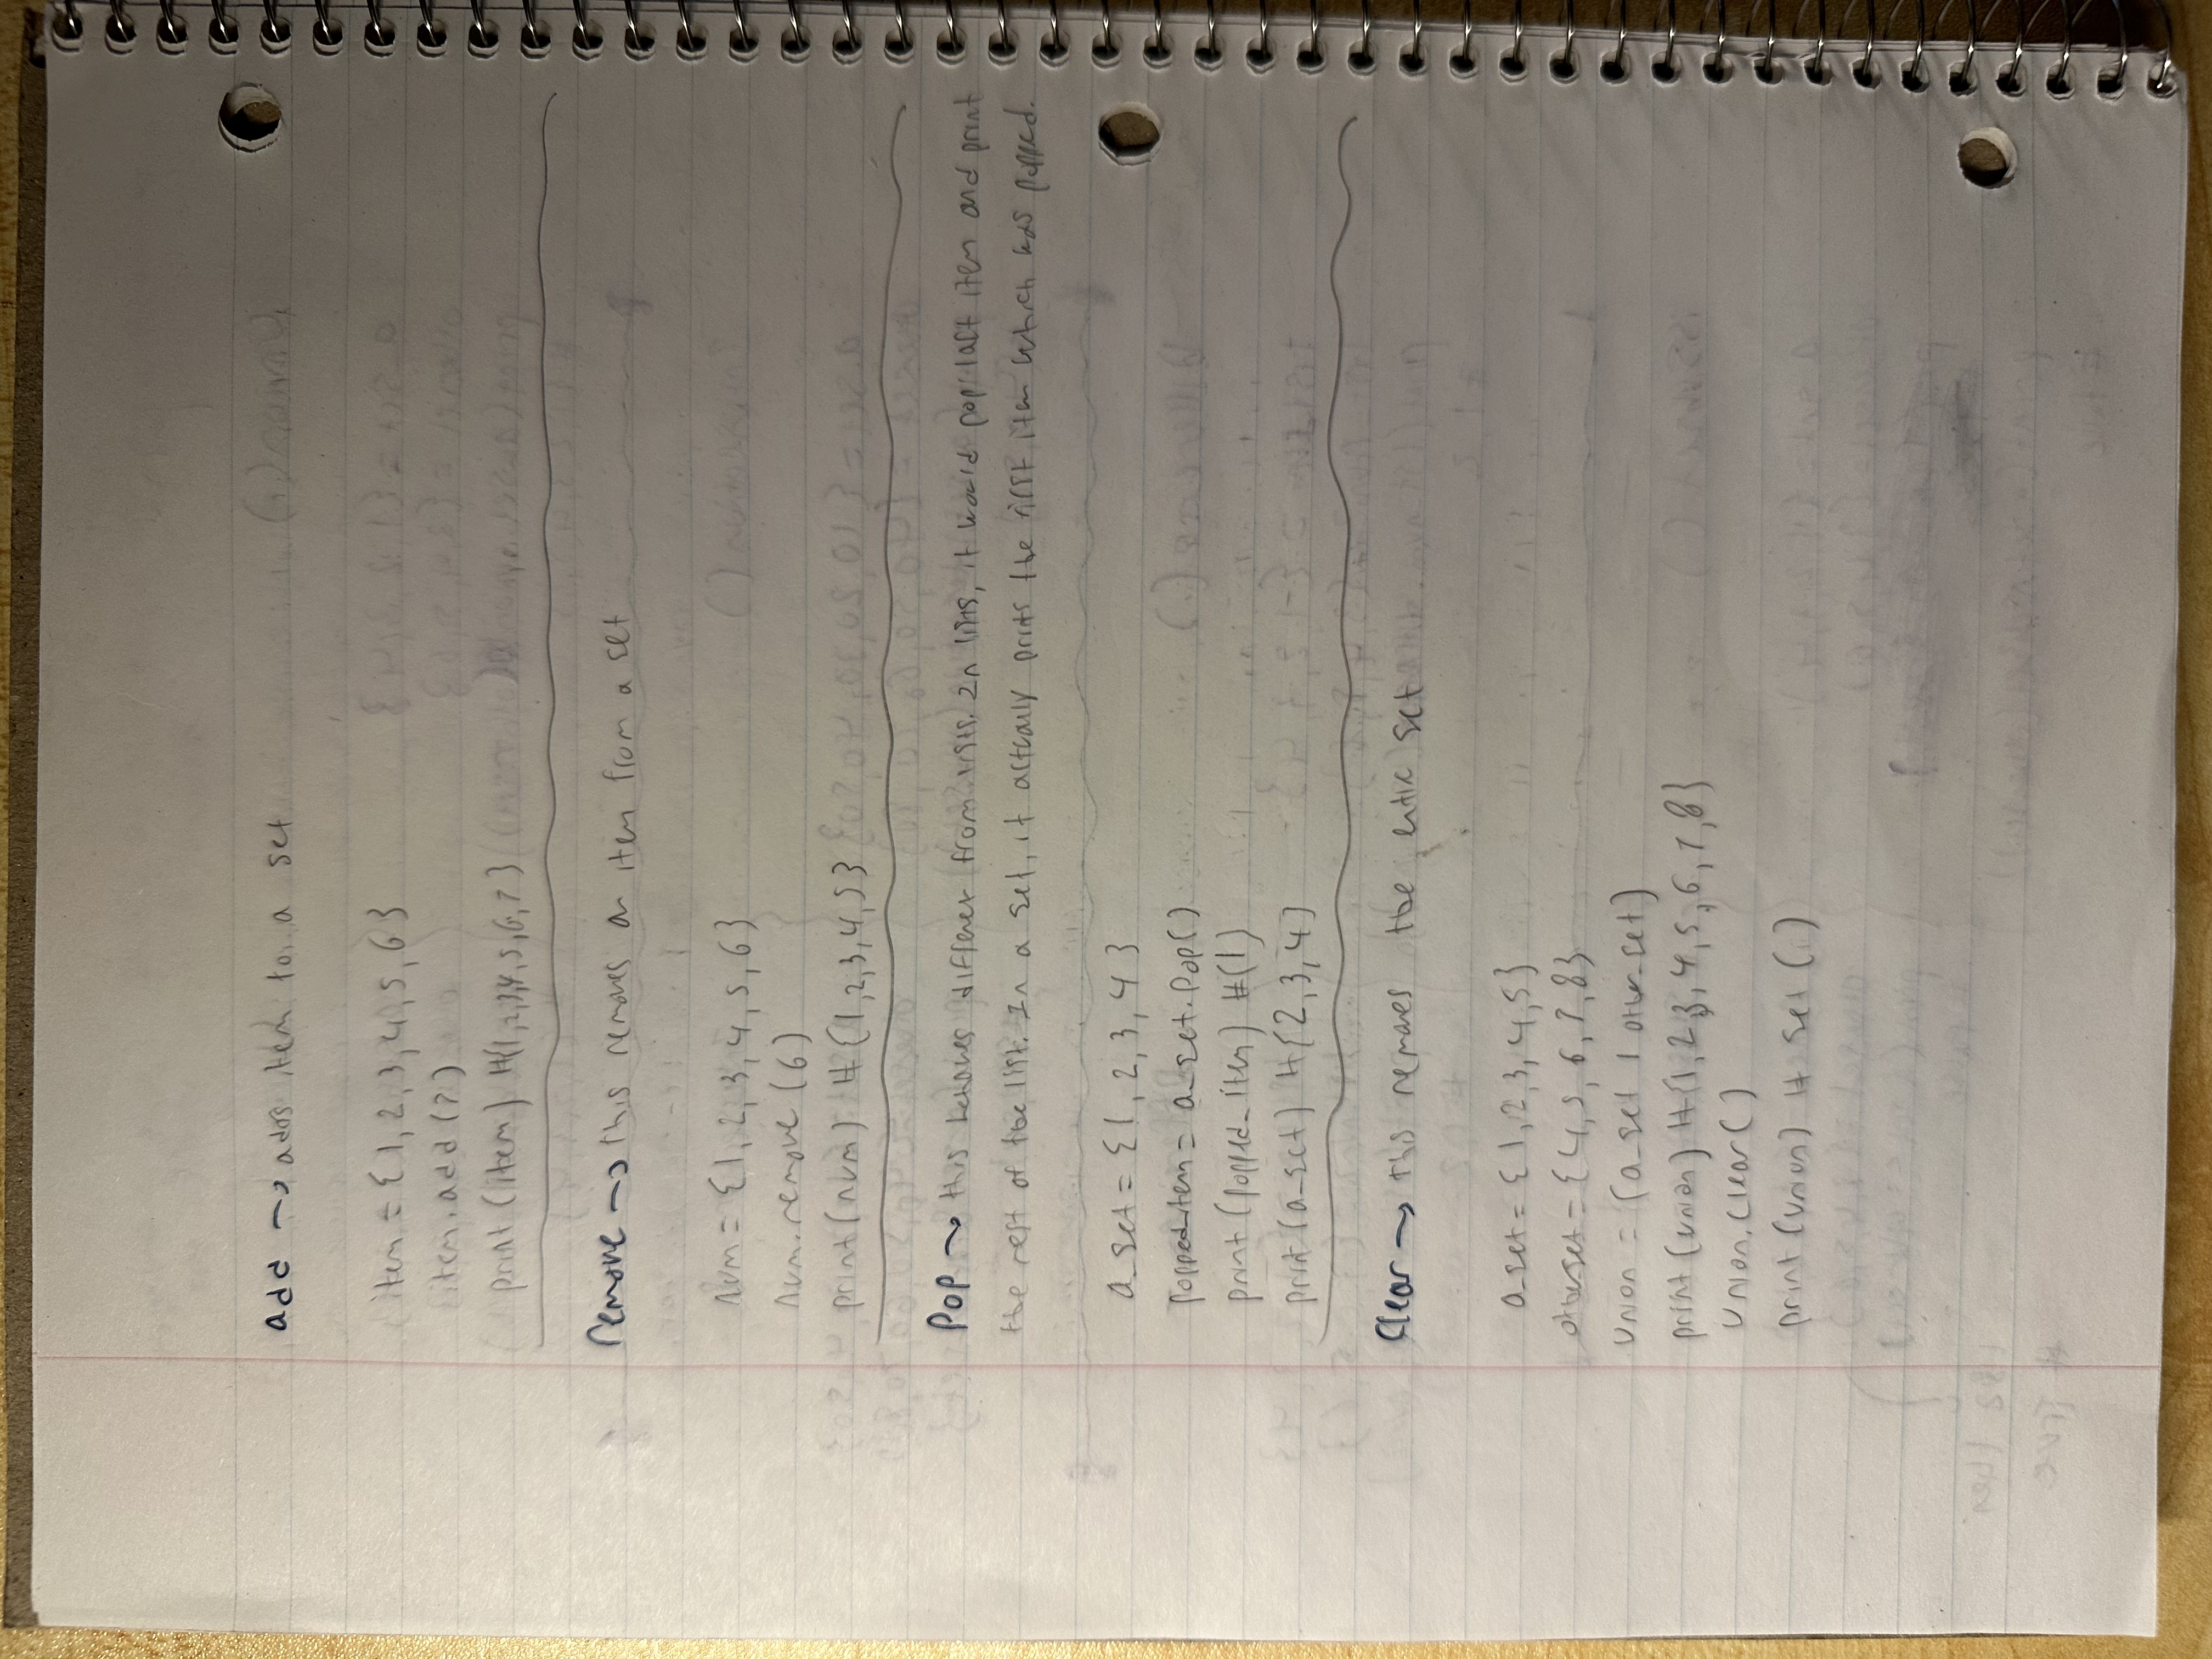 add → adds item to a set
item = {1, 2, 3, 4, 5, 6}
item.add(7)
print (item) #{1,2,3,4,5,6,7}
remove → this removes an item from a set
num = {1, 2, 3, 4, 5, 6}
num.remove (6)
print(num) # {1,2,3,4,5}
Pop → this behaves different from lists. In lists, it would pop last item and print
the rest of the list. In a set, it actually prints the first item which was popped.
a_set = {1, 2, 3, 4}
popped_item = a_set.Pop()
print (popped_item) #(1)
print (a_set) #{2,3,4}
Clear → this removes the entire set
a_set = {1,2,3,4,5}
otherset = {4,5,6,7,8}
union = (a_set | other_set)
print (union) #{1,2,3,4,5,6,7,8}
union.clear()
print (union) # set ()